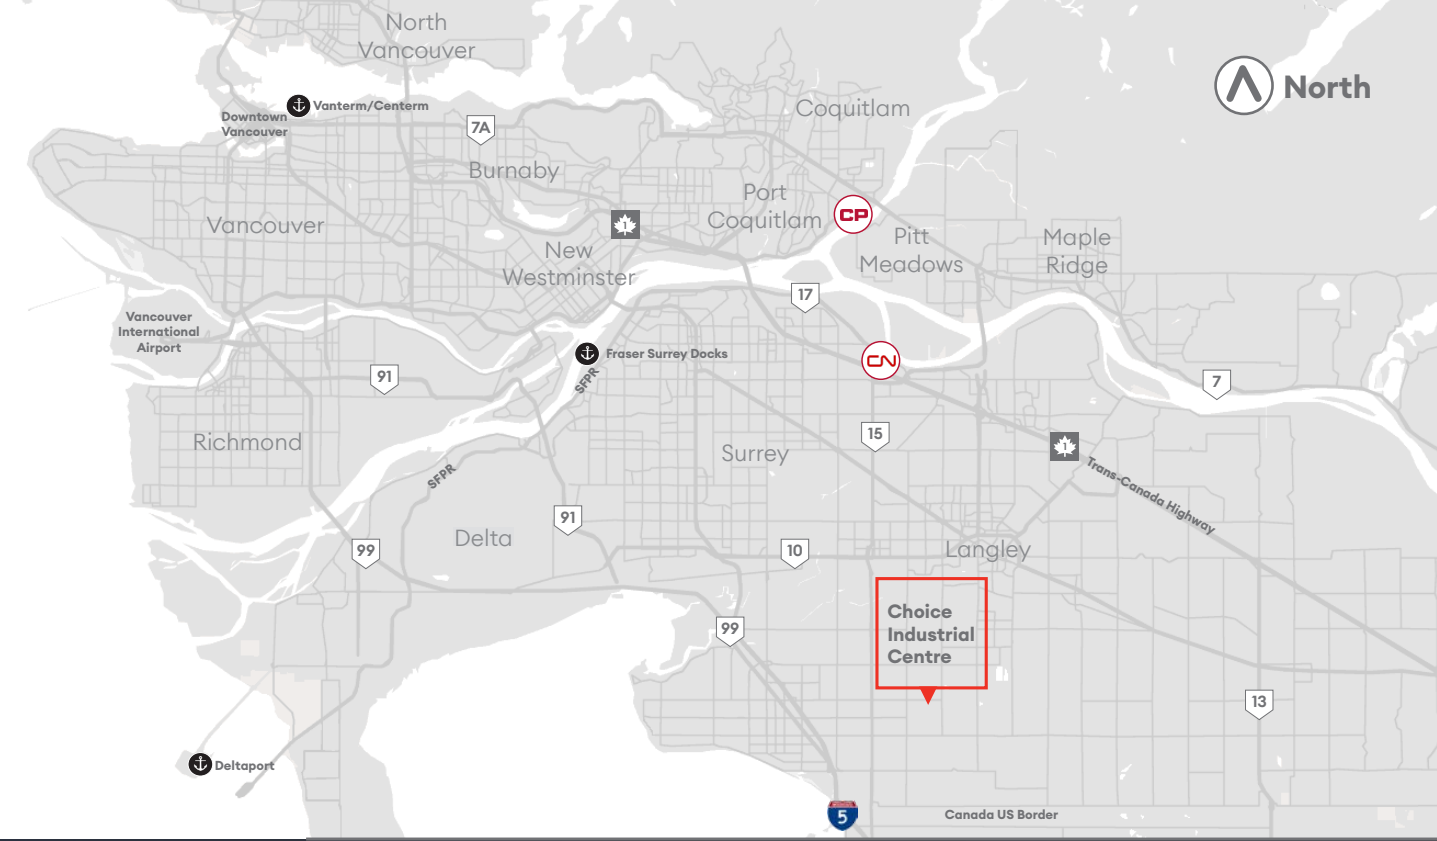 North
Vancouver
North
Vanterm/Centerm
Downtown
Vancouver
7A
Coquitlam
Burnaby
Port
Coquitlam
CP
Vancouver
1
New
Westminster
Pitt
Meadows
Maple
Ridge
17
Vancouver
International
Airport
Fraser Surrey Docks
SFPR
CN
91
7
15
Richmond
Surrey
1
Trans-Canada Highway
SFPR
91
Delta
99
10
Langley
Choice
Industrial
Centre
99
13
Deltaport
5
Canada US Border